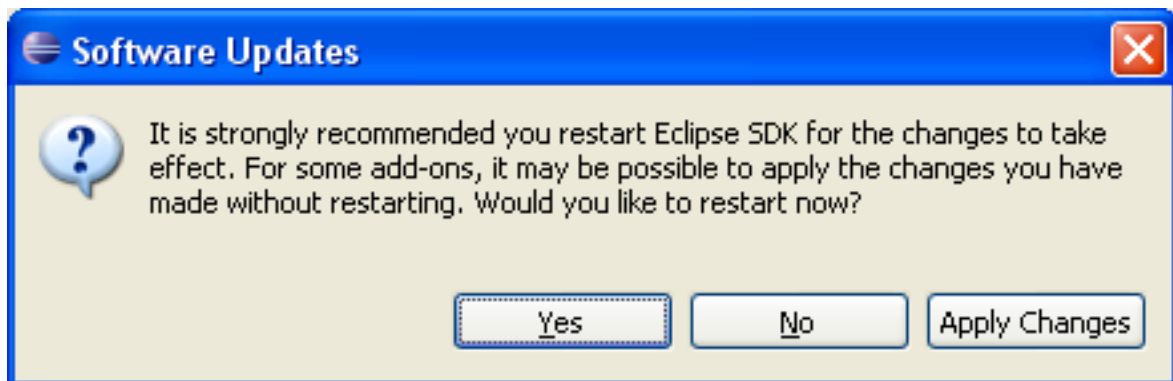 Software Updates
It is strongly recommended you restart Eclipse SDK for the changes to take
effect. For some add-ons, it may be possible to apply the changes you have
made without restarting. Would you like to restart now?
Yes No Apply Changes